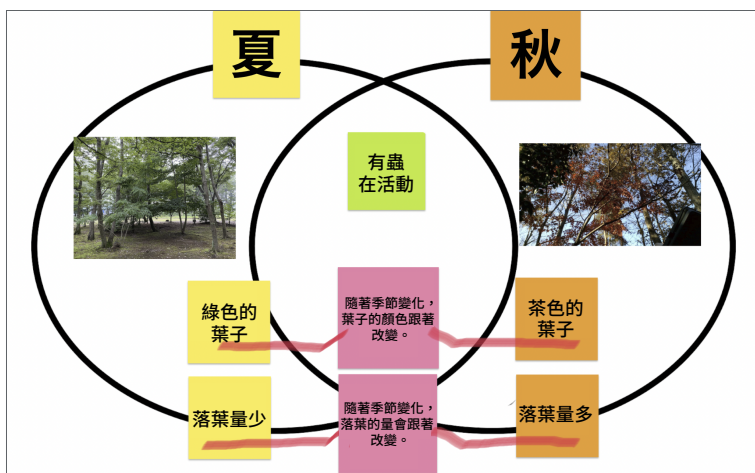 夏
秋
有蟲
在活動
綠色的
葉子
隨著季節變化，
葉子的顏色跟著
改變。
茶色的
葉子
落葉量少
隨著季節變化，
落葉的量會跟著
改變。
落葉量多